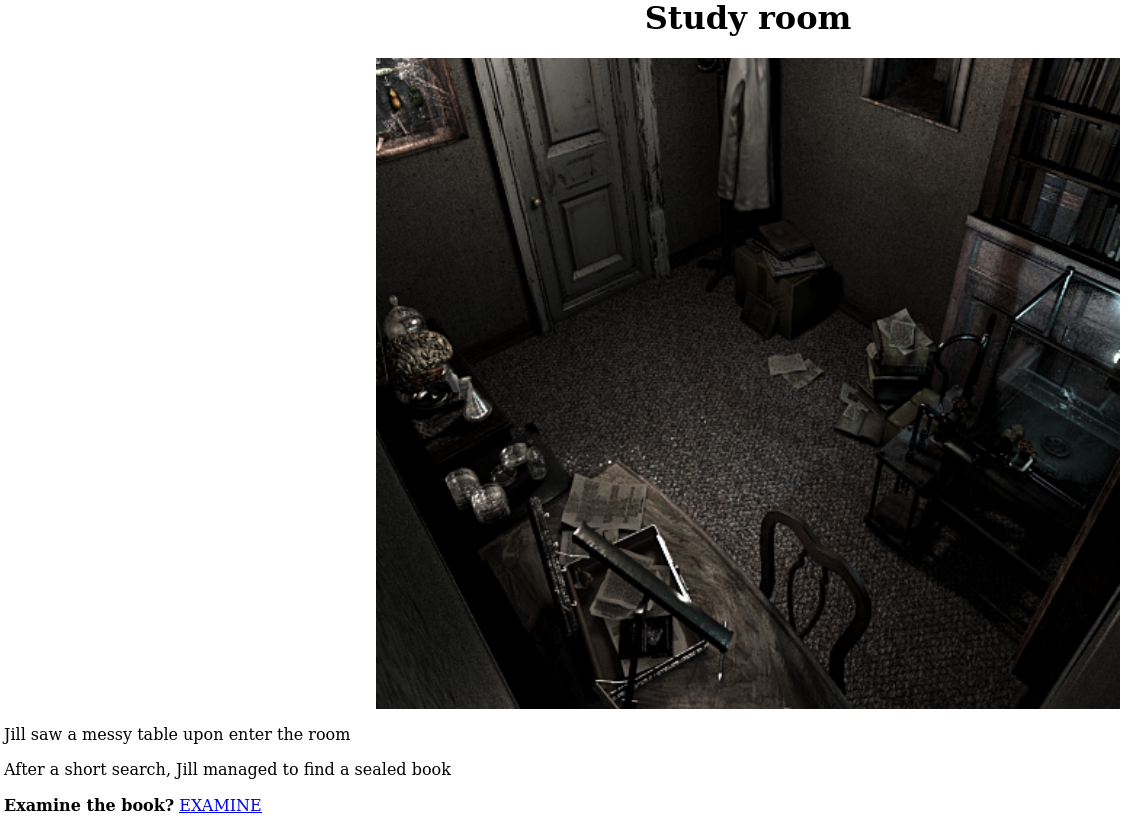 Study room
Jill saw a messy table upon enter the room
After a short search, Jill managed to find a sealed book
Examine the book? EXAMINE